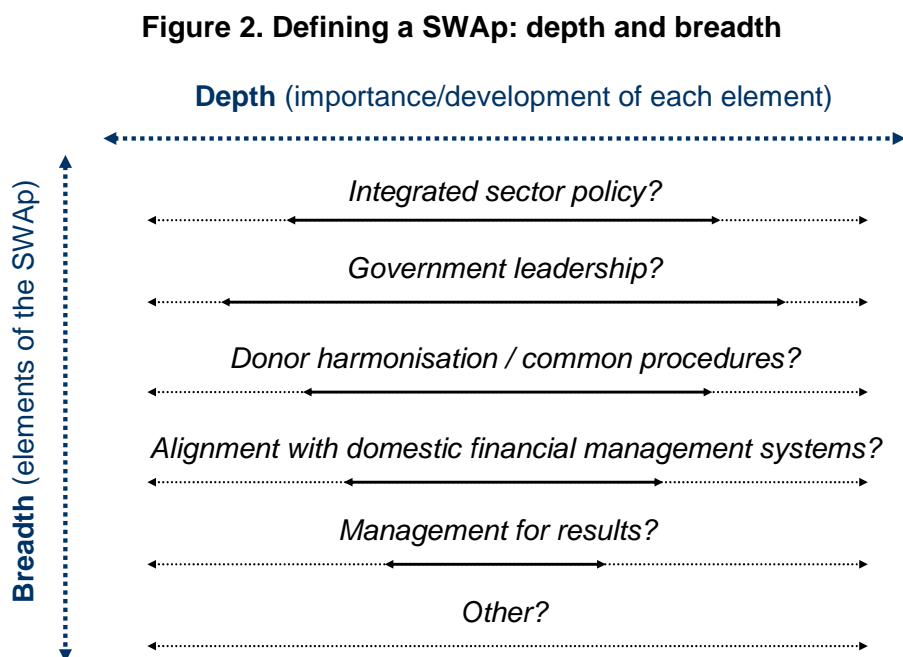 Figure 2. Defining a SWAp: depth and breadth
Depth (importance/development of each element)
Breadth (elements of the SWAp)
Integrated sector policy?
Government leadership?
Donor harmonisation / common procedures?
Alignment with domestic financial management systems?
Management for results?
Other?